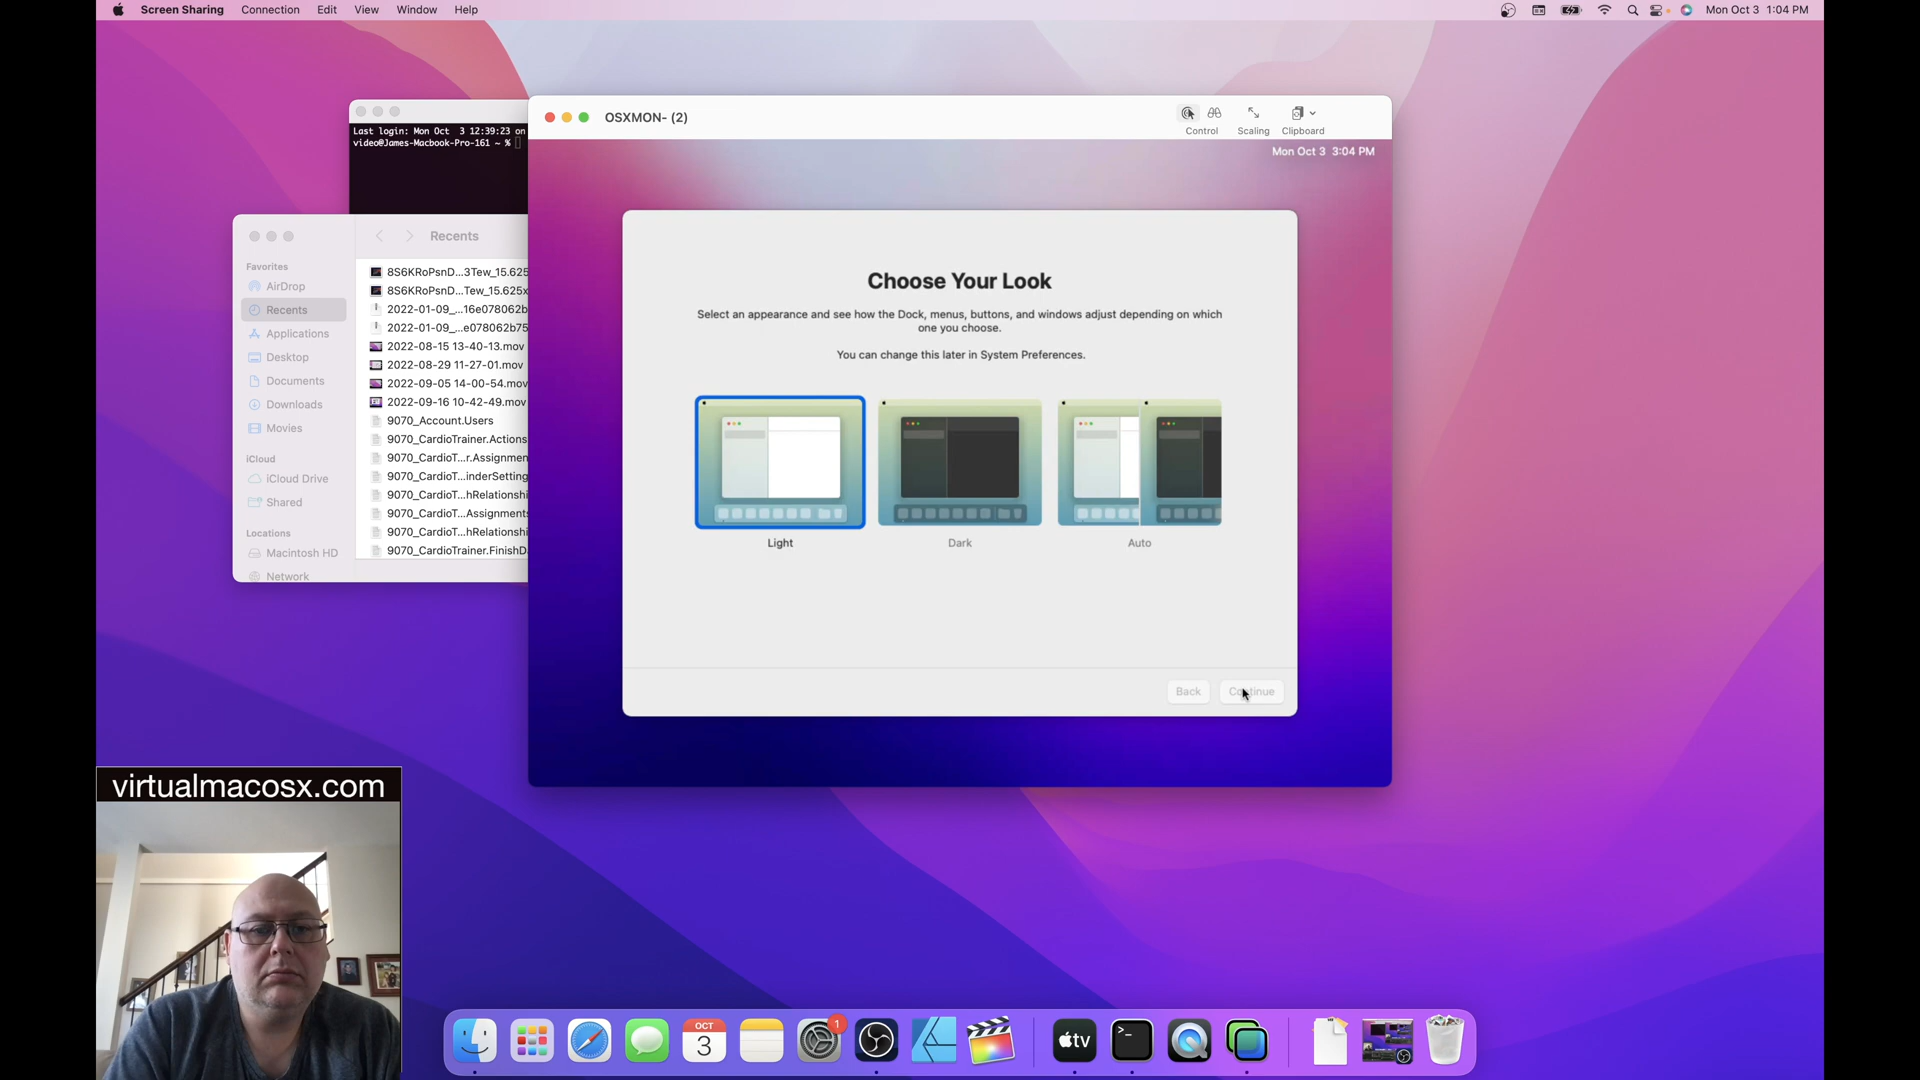 Screen Sharing Connection Edit View Window Help
Mon Oct 3 1:04 PM
Last login: Mon Oct 3 12:39:23 on
video@James-Macbook-Pro-161 ~ %
OSXMON- (2)
Control Scaling Clipboard
Mon Oct 3 3:04 PM
Recents
Favorites
AirDrop
Recents
Applications
Desktop
Documents
Downloads
Movies
iCloud
iCloud Drive
Shared
Locations
Macintosh HD
Network
8S6KRoPsnD...3Tew_15.625
8S6KRoPsnD...Tew_15.625x
2022-01-09_...16e078062b
2022-01-09_...e078062b75
2022-08-15 13-40-13.mov
2022-08-29 11-27-01.mov
2022-09-05 14-00-54.mov
2022-09-16 10-42-49.mov
9070_Account.Users
9070_CardioTrainer.Actions
9070_CardioT...r.Assignmen
9070_CardioT...inderSetting
9070_CardioT...hRelationshi
9070_CardioT...Assignments
9070_CardioT...hRelationshi
9070_CardioTrainer.FinishD
Choose Your Look
Select an appearance and see how the Dock, menus, buttons, and windows adjust depending on which
one you choose.
You can change this later in System Preferences.
Light Dark Auto
Back Continue
virtualmacosx.com
OCT
3
1
tv
>_